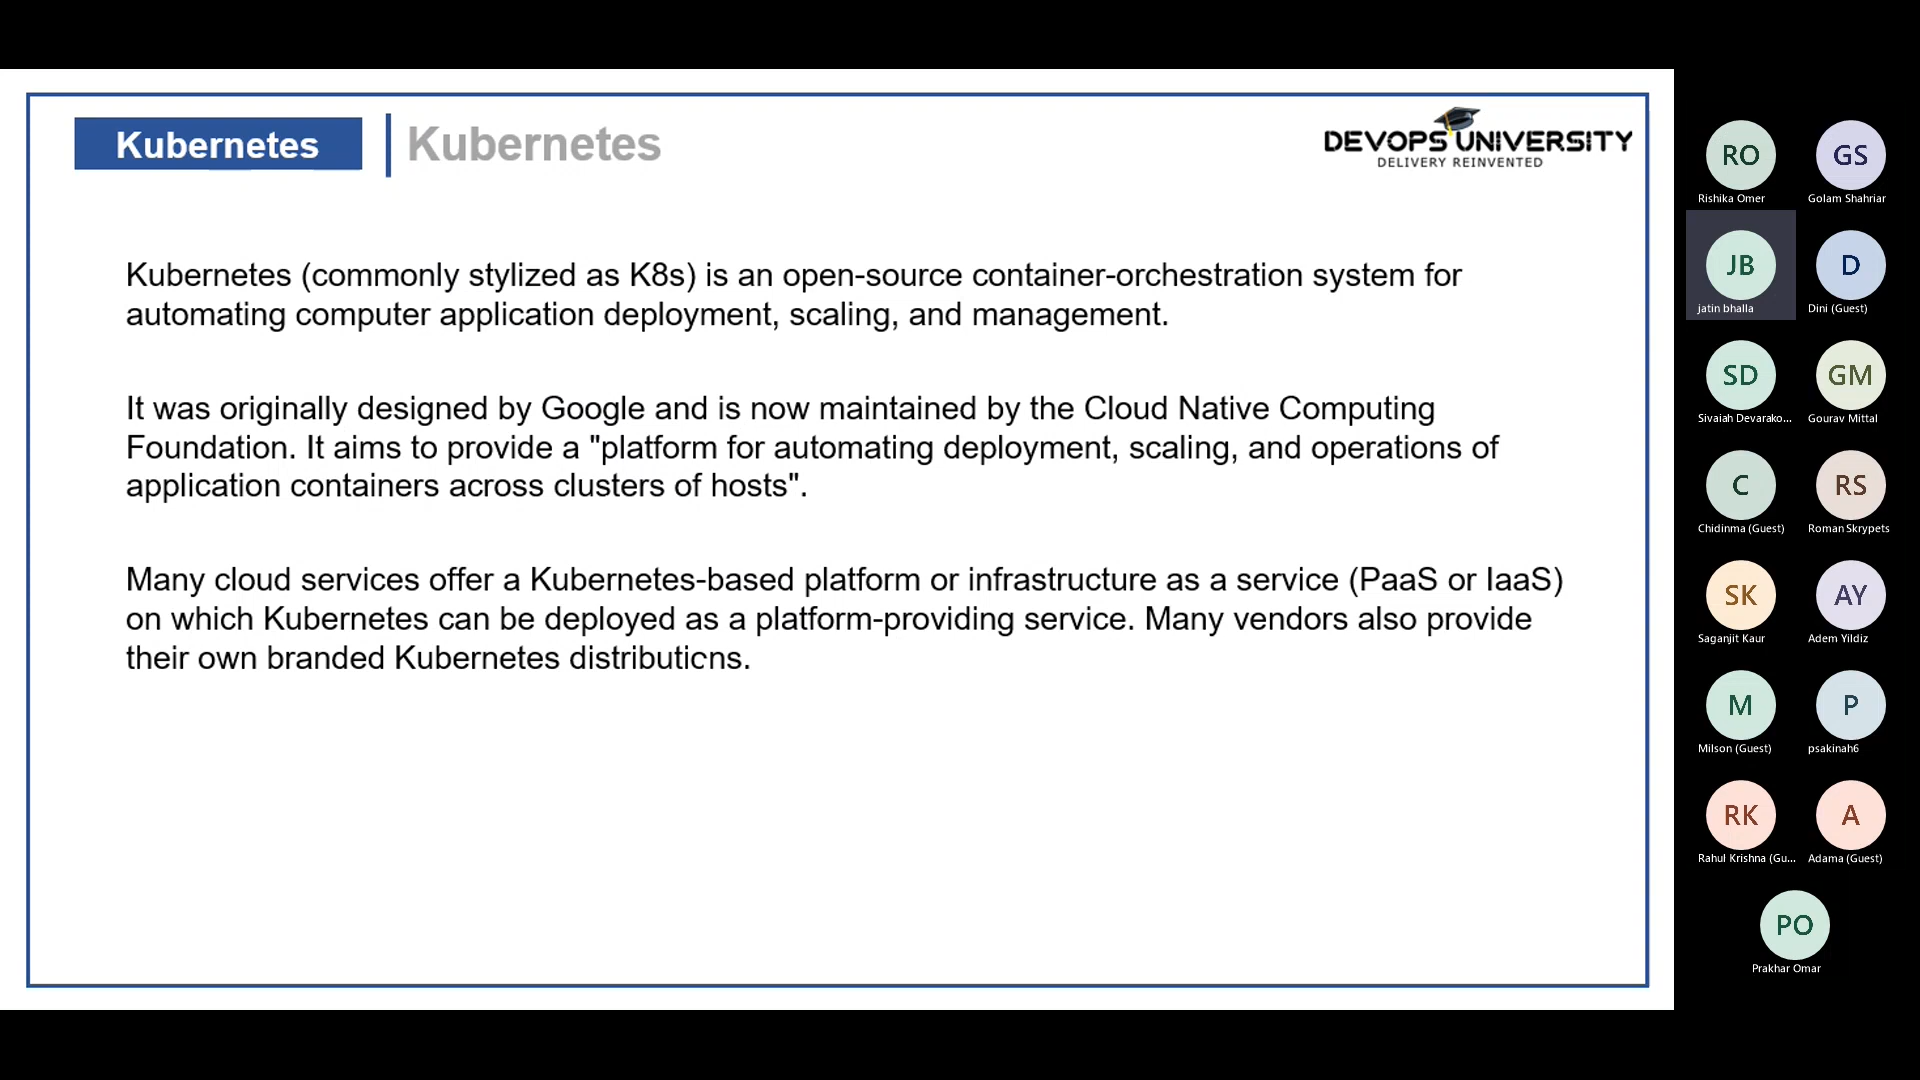 Kubernetes
Kubernetes
DEVOPS UNIVERSITY
DELIVERY REINVENTED
Kubernetes (commonly stylized as K8s) is an open-source container-orchestration system for
automating computer application deployment, scaling, and management.
It was originally designed by Google and is now maintained by the Cloud Native Computing
Foundation. It aims to provide a "platform for automating deployment, scaling, and operations of
application containers across clusters of hosts".
Many cloud services offer a Kubernetes-based platform or infrastructure as a service (PaaS or IaaS)
on which Kubernetes can be deployed as a platform-providing service. Many vendors also provide
their own branded Kubernetes distributions.
RO
Rishika Omer
GS
Golam Shahriar
JB
jatin bhalla
D
Dini (Guest)
SD
Sivaiah Devarako...
GM
Gourav Mittal
C
Chidinma (Guest)
RS
Roman Skrypets
SK
Saganjit Kaur
AY
Adem Yildiz
M
Milson (Guest)
P
psakinah6
RK
Rahul Krishna (Gu...
A
Adama (Guest)
PO
Prakhar Omar